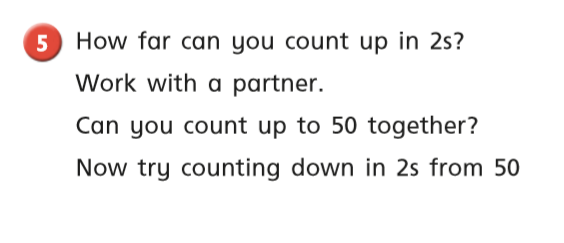 5 How far can you count up in 2s?
Work with a partner.
Can you count up to 50 together?
Now try counting down in 2s from 50